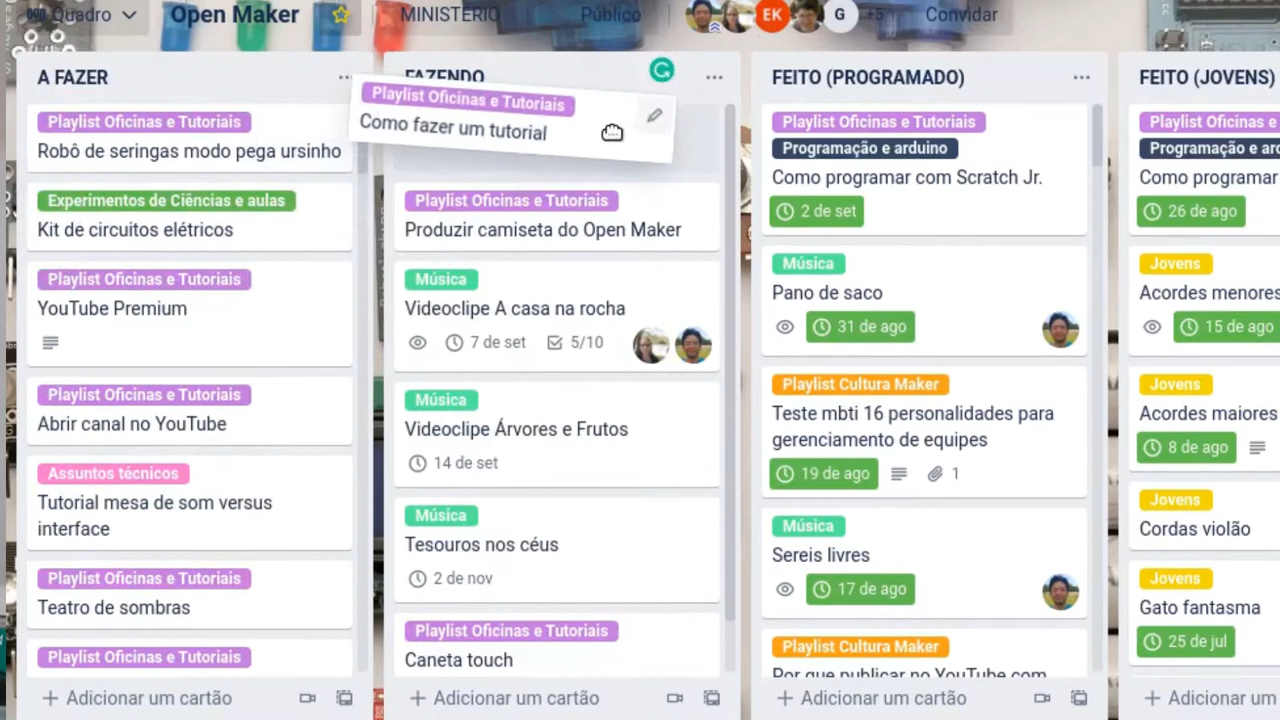 Quadro
Open Maker
MINISTÉRIO
Público
EK
G
+5
Convidar
A FAZER
Playlist Oficinas e Tutoriais
Robô de seringas modo pega ursinho
Experimentos de Ciências e aulas
Kit de circuitos elétricos
Playlist Oficinas e Tutoriais
YouTube Premium
Playlist Oficinas e Tutoriais
Abrir canal no YouTube
Assuntos técnicos
Tutorial mesa de som versus
interface
Playlist Oficinas e Tutoriais
Teatro de sombras
Playlist Oficinas e Tutoriais
+ Adicionar um cartão
FAZENDO
Playlist Oficinas e Tutoriais
Como fazer um tutorial
Playlist Oficinas e Tutoriais
Produzir camiseta do Open Maker
Música
Videoclipe A casa na rocha
7 de set
5/10
Música
Videoclipe Árvores e Frutos
14 de set
Música
Tesouros nos céus
2 de nov
Playlist Oficinas e Tutoriais
Caneta touch
+ Adicionar um cartão
FEITO (PROGRAMADO)
Playlist Oficinas e Tutoriais
Programação e arduino
Como programar com Scratch Jr.
2 de set
Música
Pano de saco
31 de ago
Playlist Cultura Maker
Teste mbti 16 personalidades para
gerenciamento de equipes
19 de ago
1
Música
Sereis livres
17 de ago
Playlist Cultura Maker
Por que publicar no YouTube com
+ Adicionar um cartão
FEITO (JOVENS)
Playlist Oficinas e
Programação e ar
Como programar
26 de ago
Jovens
Acordes menores
15 de ago
Jovens
Acordes maiores
8 de ago
Jovens
Cordas violão
Jovens
Gato fantasma
25 de jul
+ Adicionar um